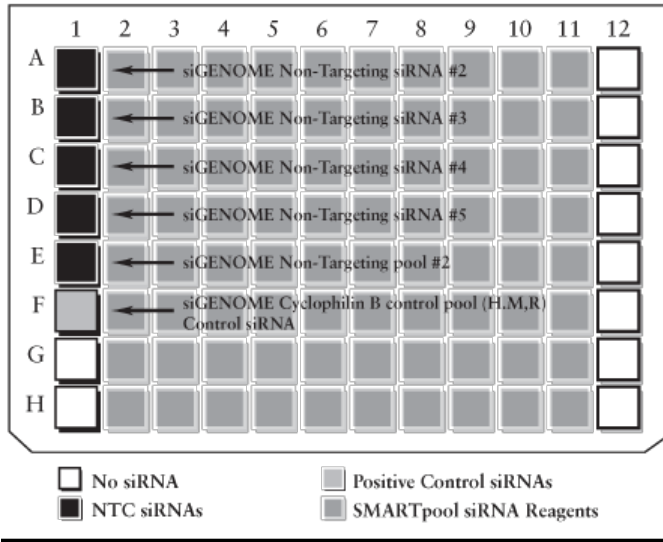 1 2 3 4 5 6 7 8 9 10 11 12
A siGENOME Non-Targeting siRNA #2
B siGENOME Non-Targeting siRNA #3
C siGENOME Non-Targeting siRNA #4
D siGENOME Non-Targeting siRNA #5
E siGENOME Non-Targeting pool #2
F siGENOME Cyclophilin B control pool (H.M,R)
Control siRNA
G
H
No siRNA Positive Control siRNAs
NTC siRNAs SMARTpool siRNA Reagents